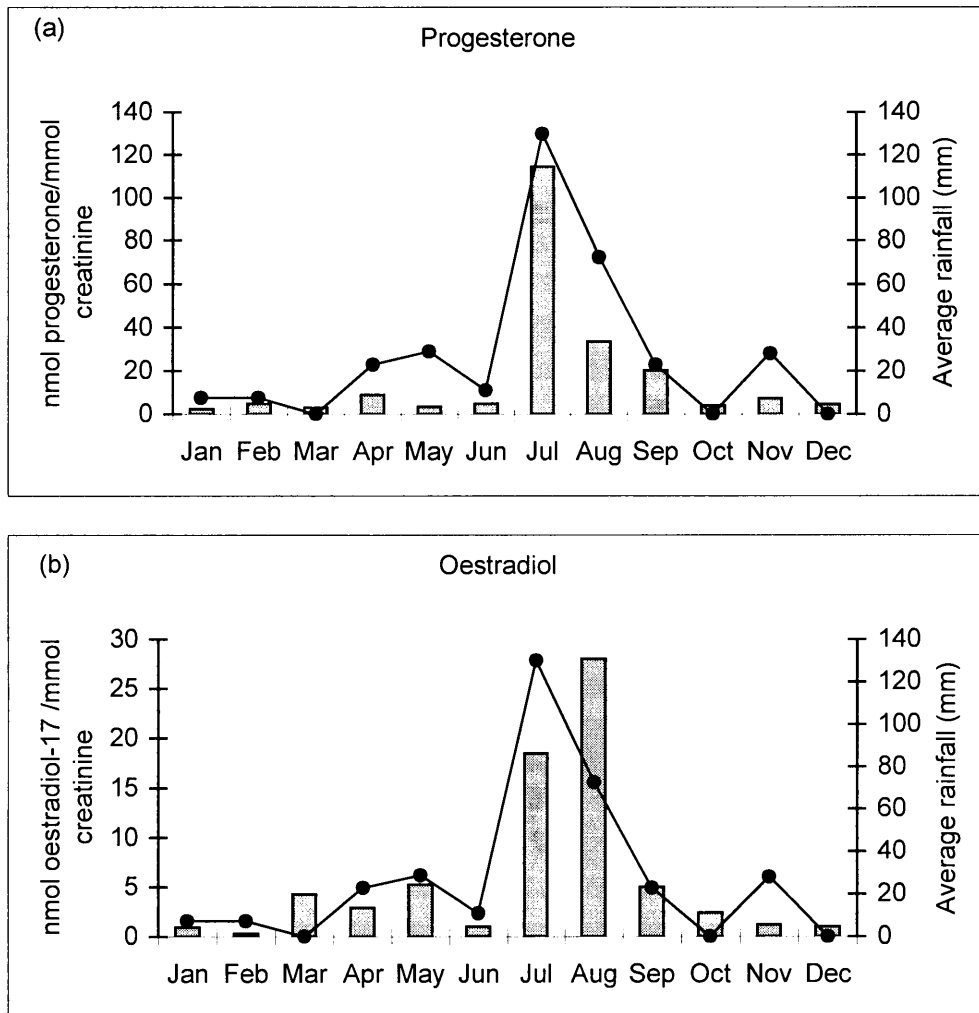 (a)
Progesterone
nmol progesterone/mmol
creatinine
140
120
100
80
60
40
20
0
Average rainfall (mm)
140
120
100
80
60
40
20
0
Jan Feb Mar Apr May Jun Jul Aug Sep Oct Nov Dec
(b)
Oestradiol
nmol oestradiol-17 /mmol
creatinine
30
25
20
15
10
5
0
Average rainfall (mm)
140
120
100
80
60
40
20
0
Jan Feb Mar Apr May Jun Jul Aug Sep Oct Nov Dec